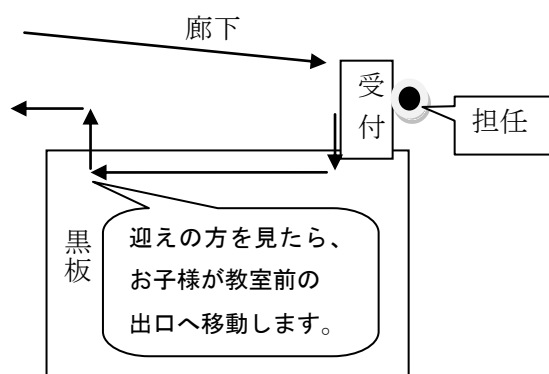 廊下
受付
担任
黒板
迎えの方を見たら、
お子様が教室前の
出口へ移動します。